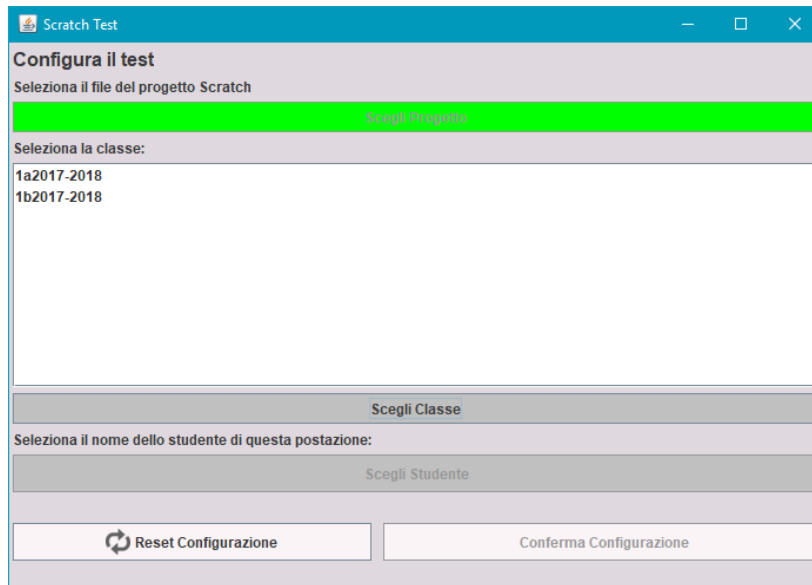 Scratch Test
Configura il test
Seleziona il file del progetto Scratch
Scegli Progetto
Seleziona la classe:
1a2017-2018
1b2017-2018
Scegli Classe
Seleziona il nome dello studente di questa postazione:
Scegli Studente
Reset Configurazione
Conferma Configurazione